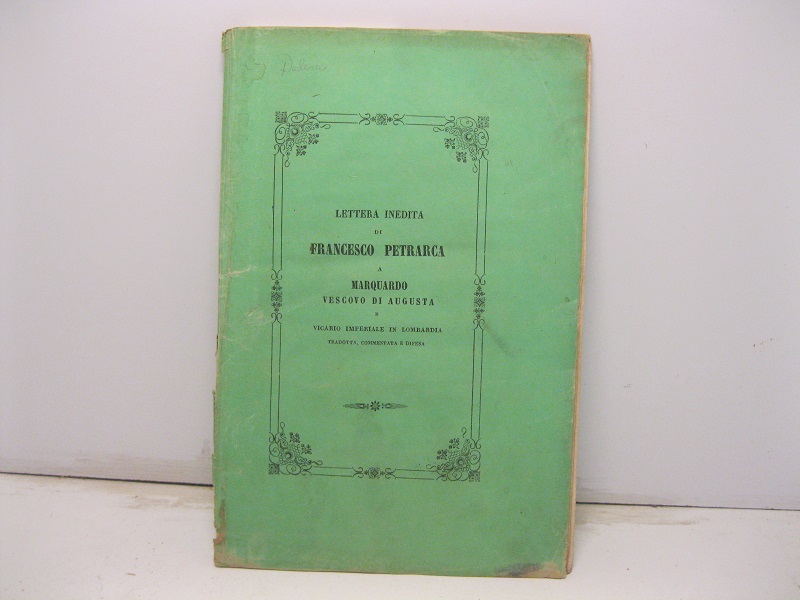 LETTERA INEDITA
DI
FRANCESCO PETRARCA
A
MARQUARDO
VESCOVO DI AUGUSTA
E
VICARIO IMPERIALE IN LOMBARDIA
TRADOTTA, COMMENTATA E DIFESA